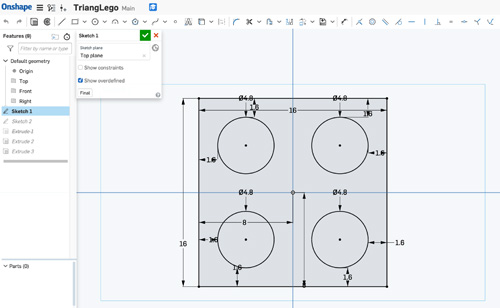 Onshape TriangLego Main
Features (8)
Filter by name or type
Default geometry
Origin
Top
Front
Right
Sketch 1
Sketch 2
Extrude 1
Extrude 2
Extrude 3
Parts (0)
Sketch 1
Sketch plane
Top plane
Show constraints
Show overdefined
Final
Ø4.8 Ø4.8
1.6 16 1.6
1.6 1.6
Ø4.8 Ø4.8
8
16 1.6 1.6
1.6 1.6